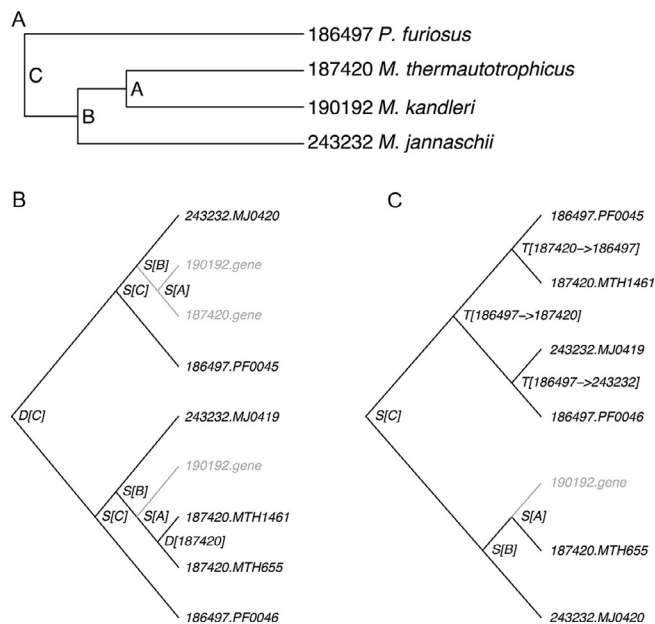 A
186497 P. furiosus
187420 M. thermautotrophicus
190192 M. kandleri
243232 M. jannaschii
C
A
B
B
243232.MJ0420
S[B]
190192.gene
S[C]
S[A]
187420.gene
186497.PF0045
D[C]
243232.MJ0419
190192.gene
S[B]
S[C]
S[A]
187420.MTH1461
D[187420]
187420.MTH655
186497.PF0046
C
186497.PF0045
T[187420->186497]
187420.MTH1461
T[186497->187420]
243232.MJ0419
T[186497->243232]
186497.PF0046
S[C]
190192.gene
S[A]
187420.MTH655
S[B]
243232.MJ0420